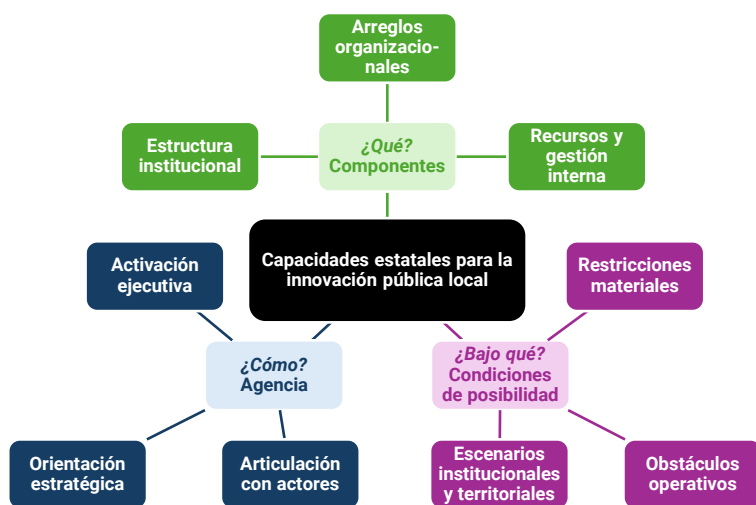 Arreglos
organizacio-
nales
Estructura
institucional
¿Qué?
Componentes
Recursos y
gestión
interna
Capacidades estatales para la
innovación pública local
Activación
ejecutiva
Restricciones
materiales
¿Cómo?
Agencia
¿Bajo qué?
Condiciones
de posibilidad
Orientación
estratégica
Articulación
con actores
Escenarios
institucionales
y territoriales
Obstáculos
operativos